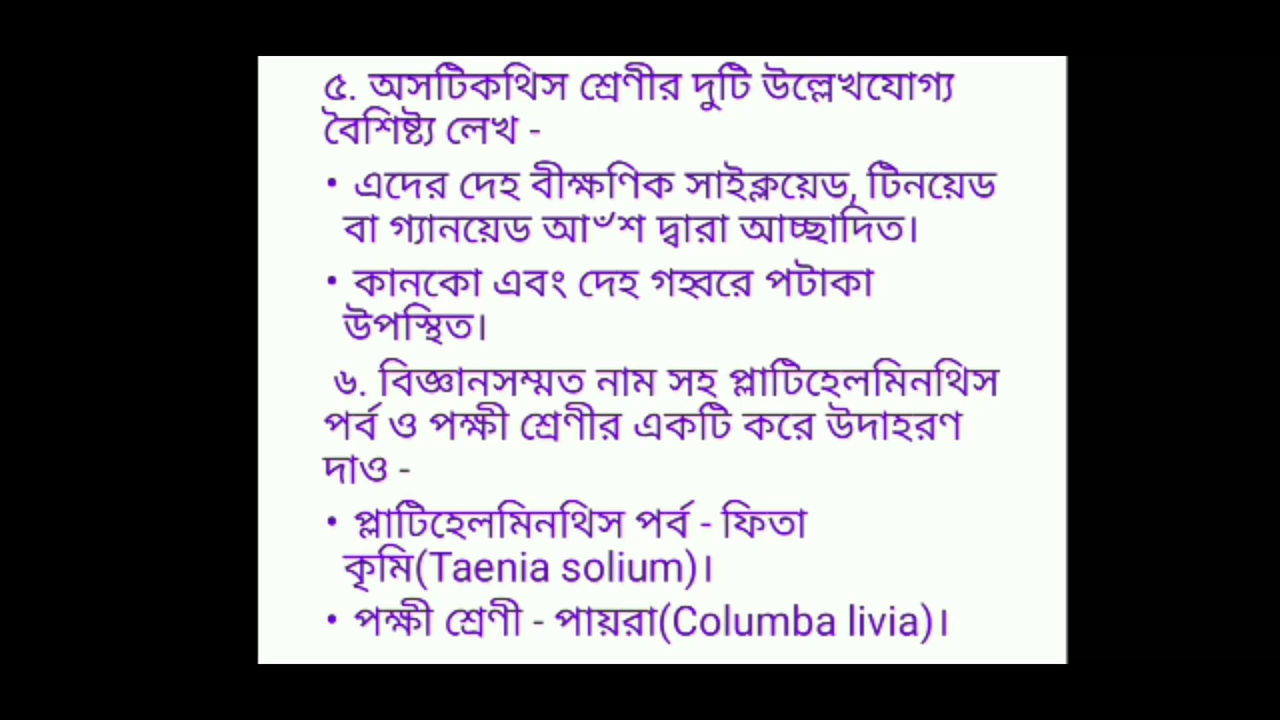 ৫. অসটিকথিস শ্রেণীর দুটি উল্লেখযোগ্য
বৈশিষ্ট্য লেখ -
• এদের দেহ বীক্ষণিক সাইক্লয়েড, টিনয়েড
বা গ্যানয়েড আ৺শ দ্বারা আচ্ছাদিত।
• কানকো এবং দেহ গহ্বরে পটাকা
উপস্থিত।
৬. বিজ্ঞানসম্মত নাম সহ প্লাটিহেলমিনথিস
পর্ব ও পক্ষী শ্রেণীর একটি করে উদাহরণ
দাও -
• প্লাটিহেলমিনথিস পর্ব - ফিতা
কৃমি(Taenia solium)।
• পক্ষী শ্রেণী - পায়রা(Columba livia)।